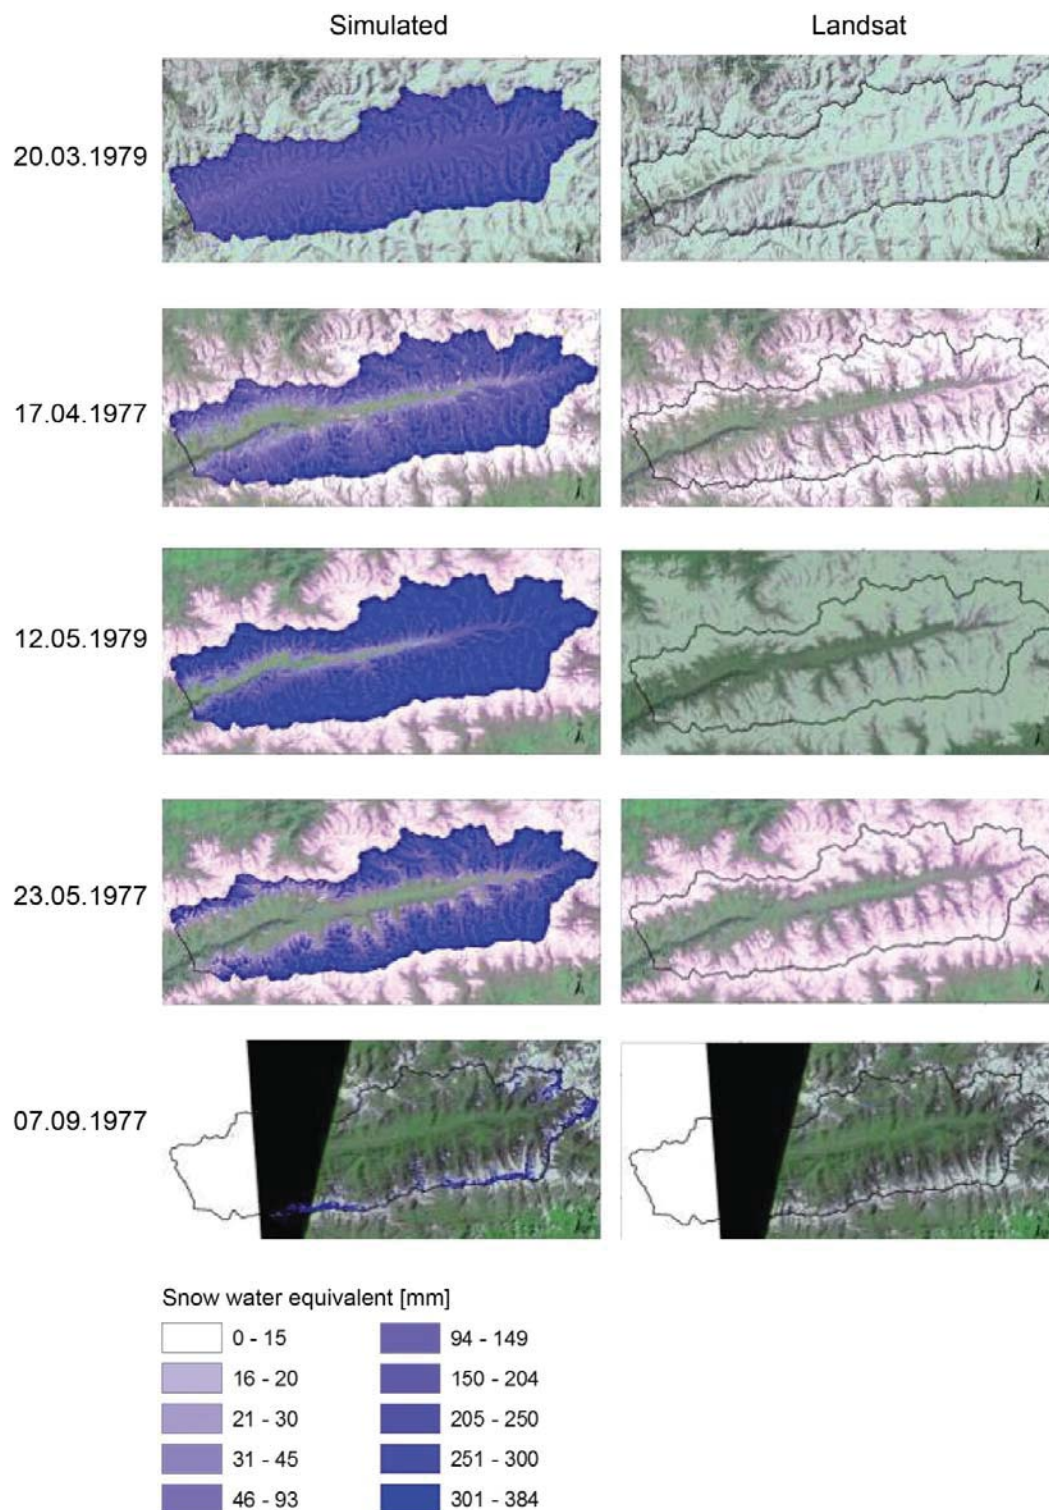 Simulated Landsat
20.03.1979
17.04.1977
12.05.1979
23.05.1977
07.09.1977
Snow water equivalent [mm]
0 - 15 94 - 149
16 - 20 150 - 204
21 - 30 205 - 250
31 - 45 251 - 300
46 - 93 301 - 384